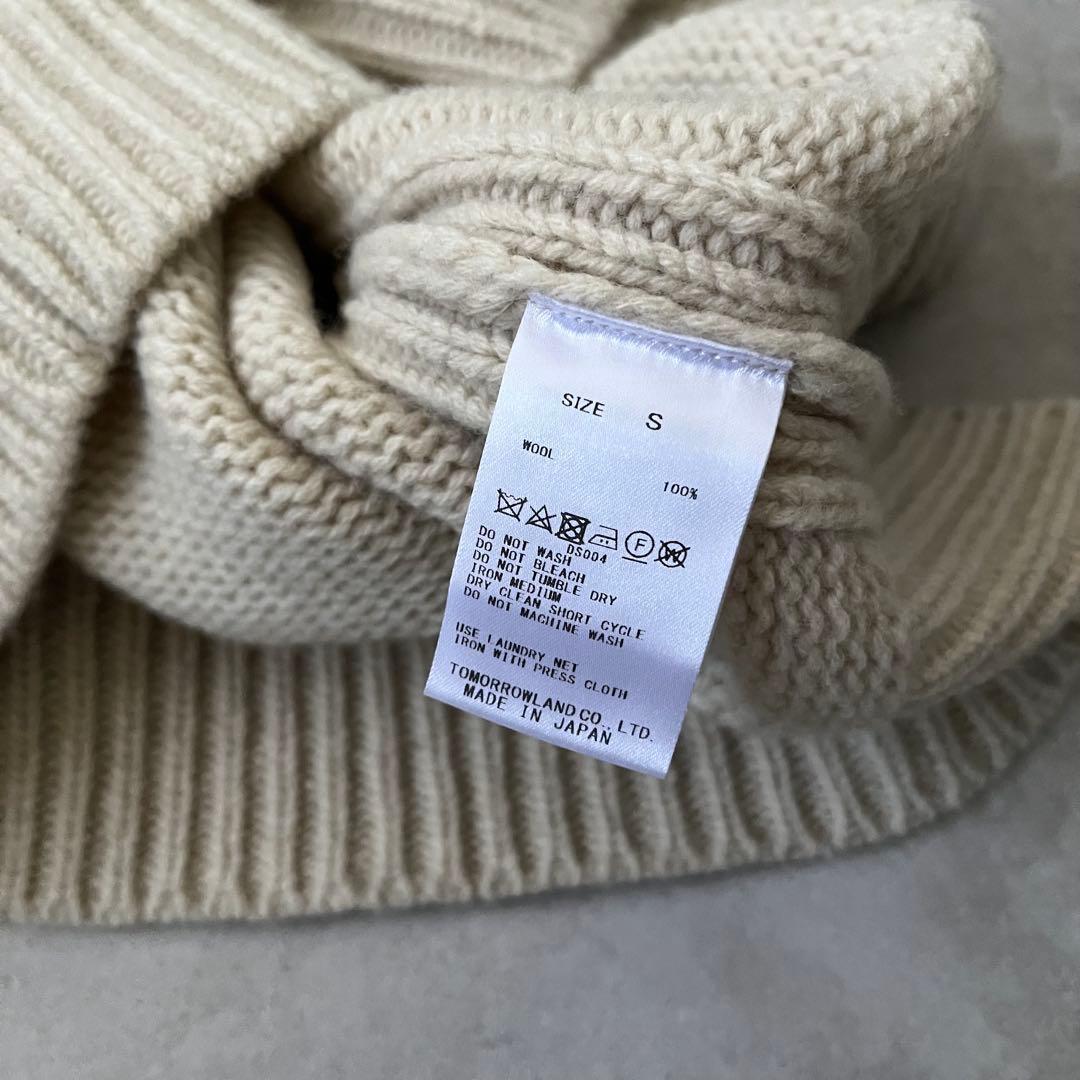 SIZE S
WOOL
100%
F W
DS004
DO NOT WASH
DO NOT BLEACH
DO NOT TUMBLE DRY
IRON MEDIUM
DRY CLEAN SHORT CYCLE
DO NOT MACHINE WASH
USE LAUNDRY NET
IRON WITH PRESS CLOTH
TOMORROWLAND CO., LTD.
MADE IN JAPAN